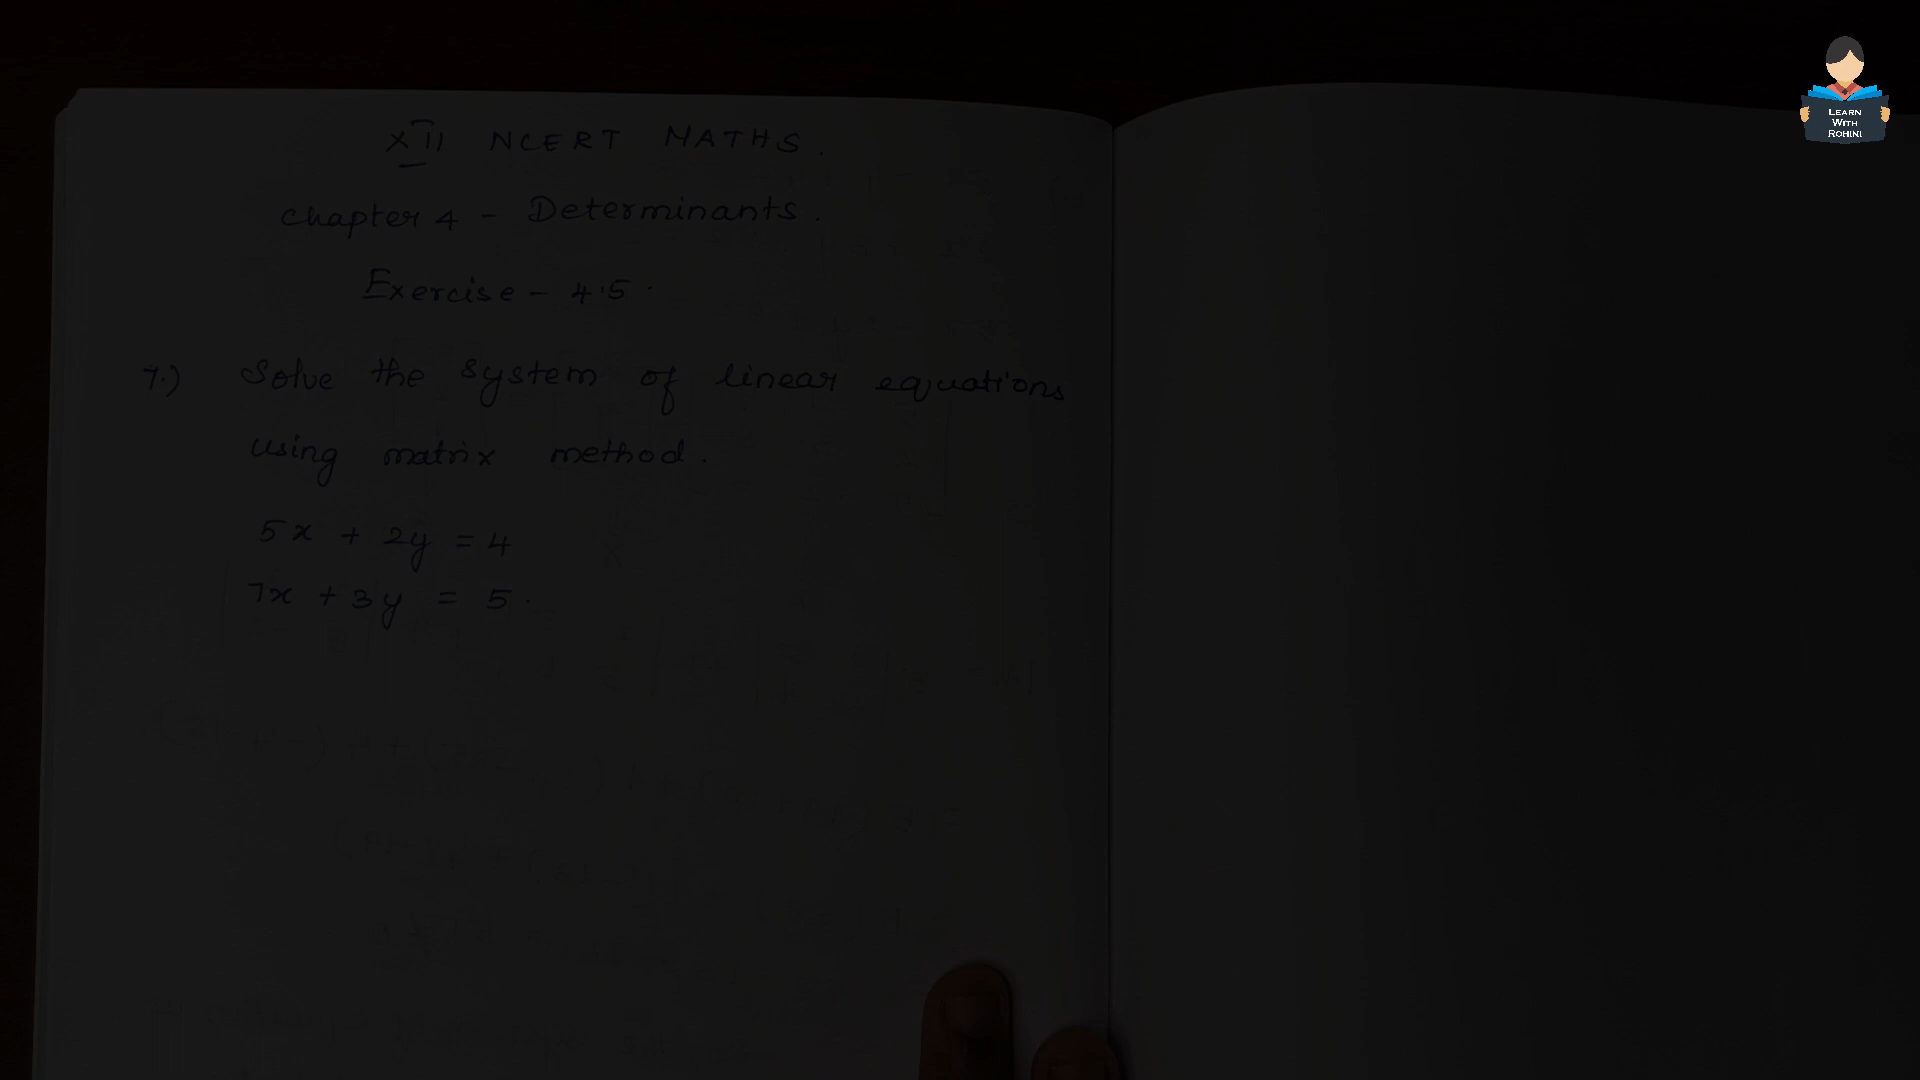 XII NCERT MATHS.
Chapter 4 - Determinants.
Exercise - 4.5.
7.) Solve the system of linear equations
using matrix method.
5x + 2y = 4
7x + 3y = 5.
LEARN
WITH
ROHINI